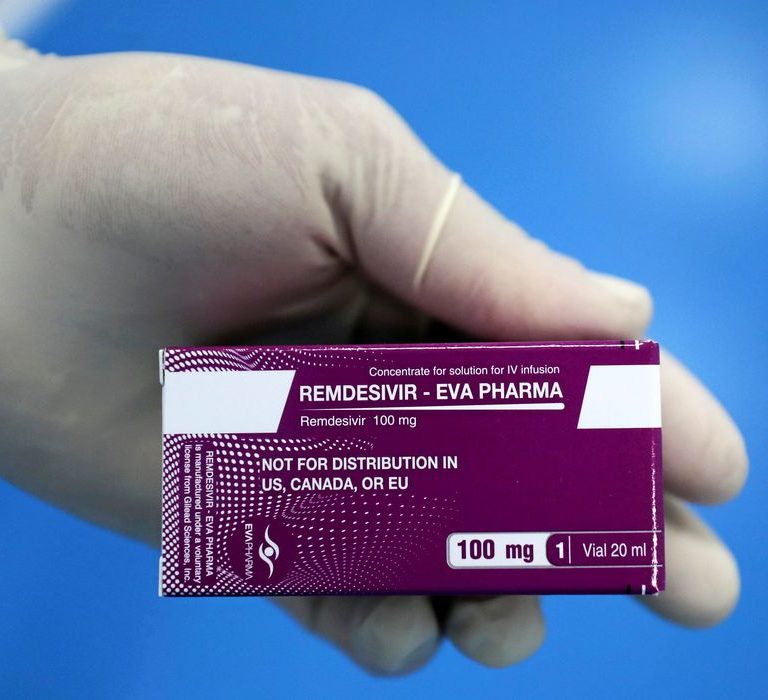 Concentrate for solution for IV infusion
REMDESIVIR - EVA PHARMA
Remdesivir 100 mg
NOT FOR DISTRIBUTION IN
US, CANADA, OR EU
100 mg 1 Vial 20 ml
REMDESIVIR - EVA PHARMA
is manufactured under a voluntary
license from Gilead Sciences, Inc.
EVA PHARMA